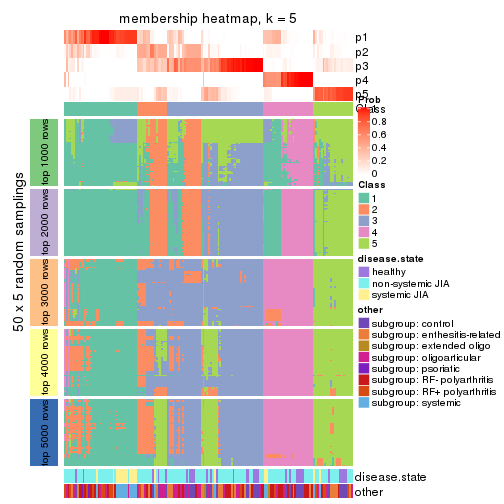 membership heatmap, k = 5
p1
p2
p3
p4
p5
Class
50 x 5 random samplings
top 1000 rows
top 2000 rows
top 3000 rows
top 4000 rows
top 5000 rows
disease.state
other
Prob
1
0.8
0.6
0.4
0.2
0
Class
1
2
3
4
5
disease.state
healthy
non-systemic JIA
systemic JIA
other
subgroup: control
subgroup: enthesitis-related
subgroup: extended oligo
subgroup: oligoarticular
subgroup: psoriatic
subgroup: RF- polyarthritis
subgroup: RF+ polyarthritis
subgroup: systemic